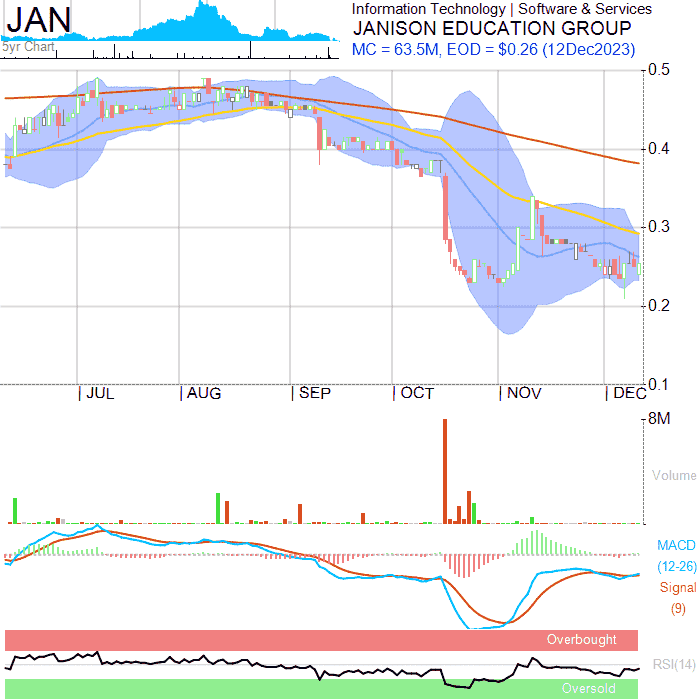 JAN
Information Technology | Software & Services
JANISON EDUCATION GROUP
MC = 63.5M, EOD = $0.26 (12Dec2023)
5yr Chart
0.5
0.4
0.3
0.2
0.1
| JUL | AUG | SEP | OCT | NOV | DEC
8M
Volume
MACD
(12-26)
Signal
(9)
Overbought
RSI(14)
Oversold